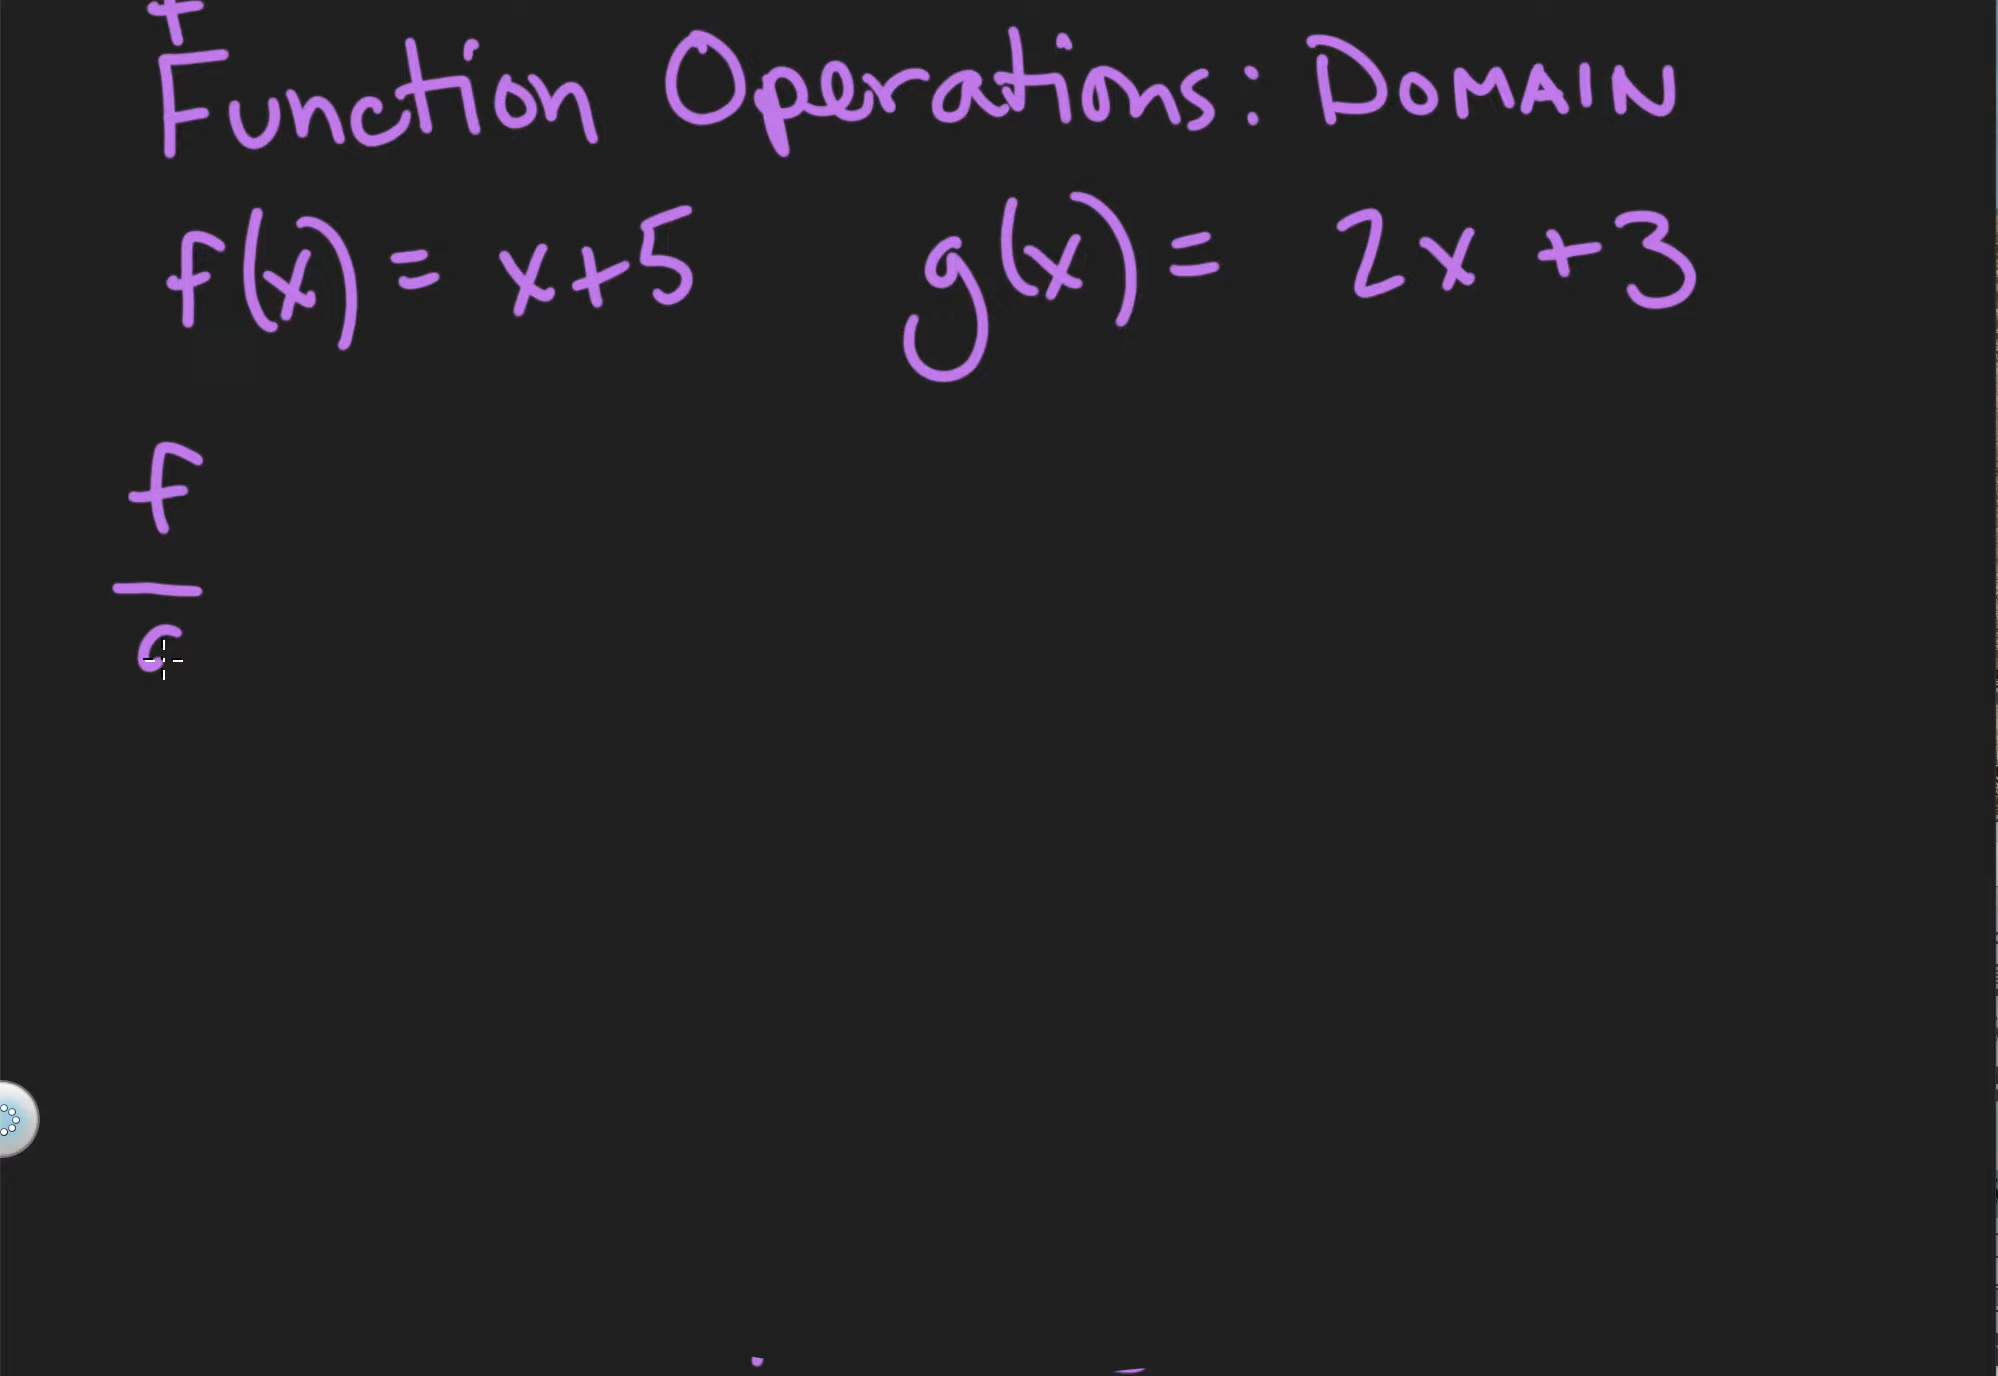 Function Operations: DOMAIN
f(x) = x+5 g(x) = 2x +3
f